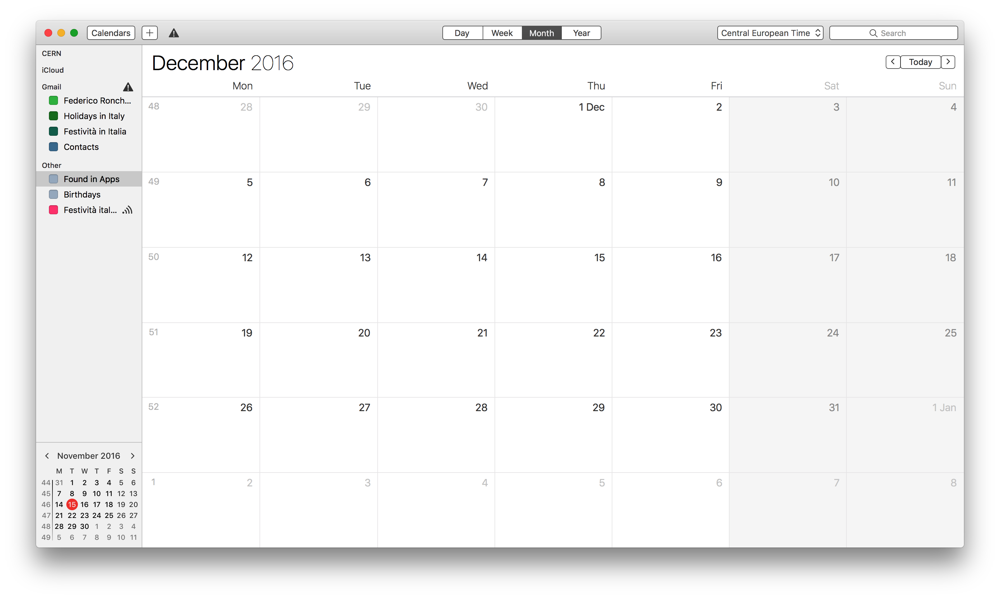 Calendars
Day Week Month Year
Central European Time
Search
CERN
iCloud
Gmail
Federico Ronch...
Holidays in Italy
Festività in Italia
Contacts
Other
Found in Apps
Birthdays
Festività ital...
December 2016
Today
Mon Tue Wed Thu Fri Sat Sun
48 28 29 30 1 Dec 2 3 4
49 5 6 7 8 9 10 11
50 12 13 14 15 16 17 18
51 19 20 21 22 23 24 25
52 26 27 28 29 30 31 1 Jan
1 2 3 4 5 6 7 8
November 2016
M T W T F S S
44 31 1 2 3 4 5 6
45 7 8 9 10 11 12 13
46 14 15 16 17 18 19 20
47 21 22 23 24 25 26 27
48 28 29 30 1 2 3 4
49 5 6 7 8 9 10 11